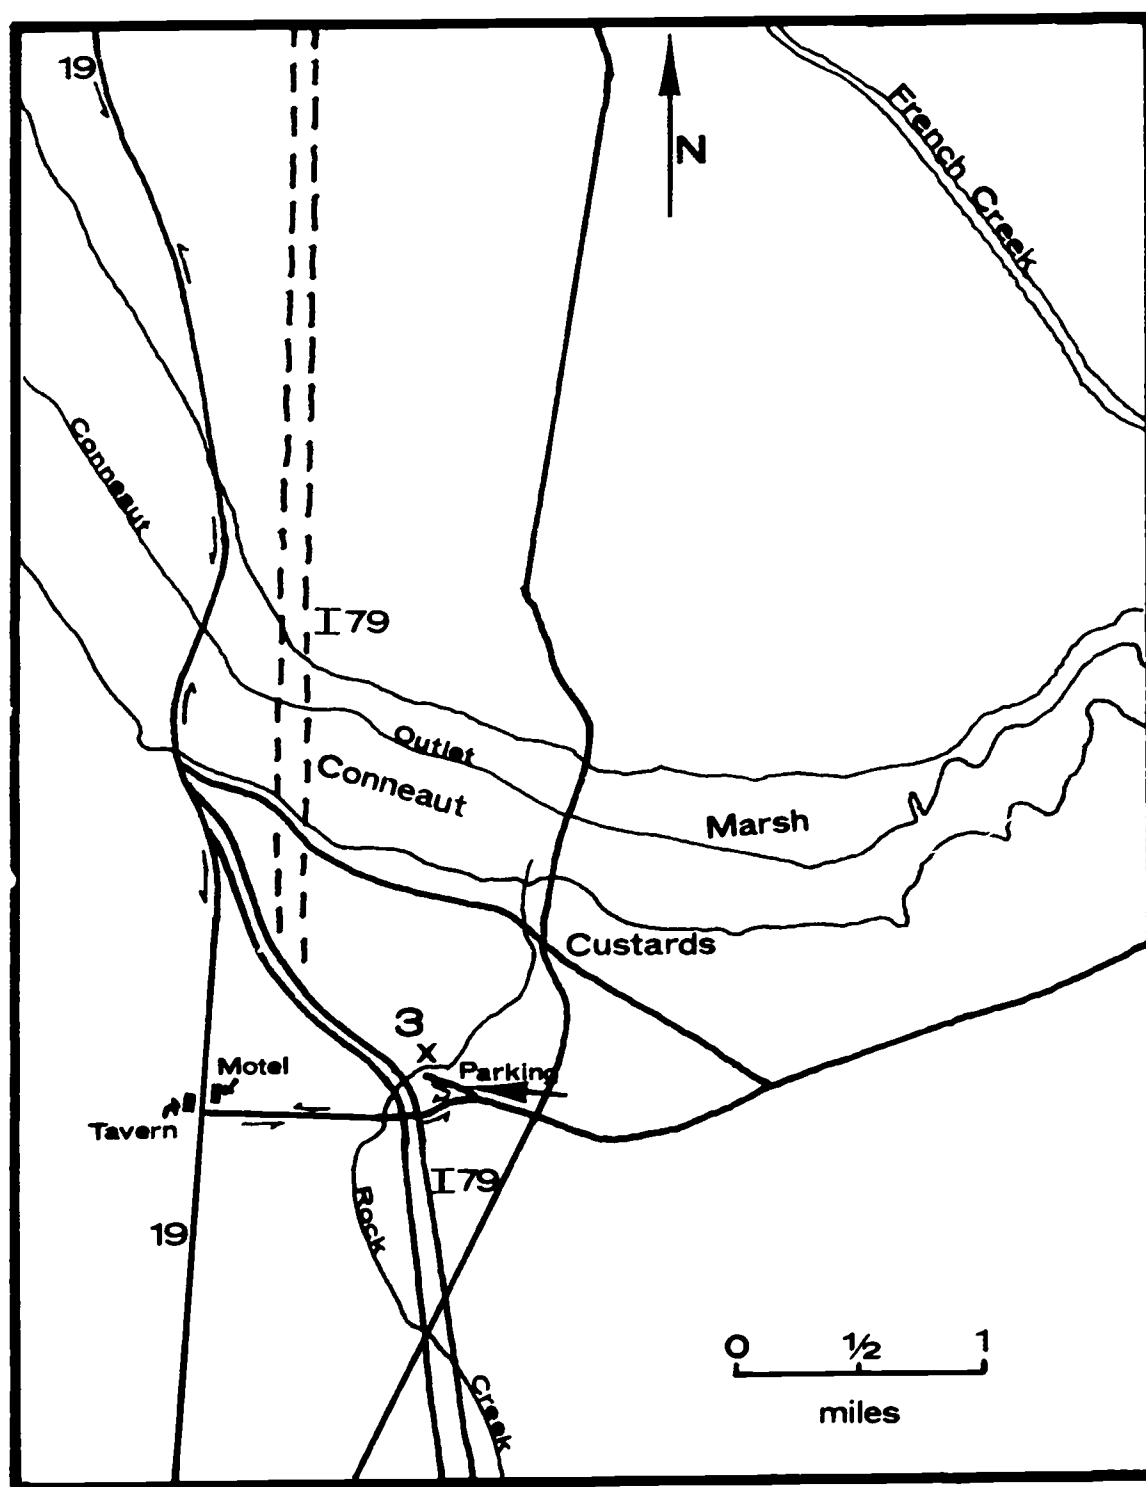 19
N
French Creek
Conneaut
I79
Outlet
Conneaut
Marsh
Custards
3
x
Motel
Parking
Tavern
I79
Rock
19
0 1/2 1
miles
Creek